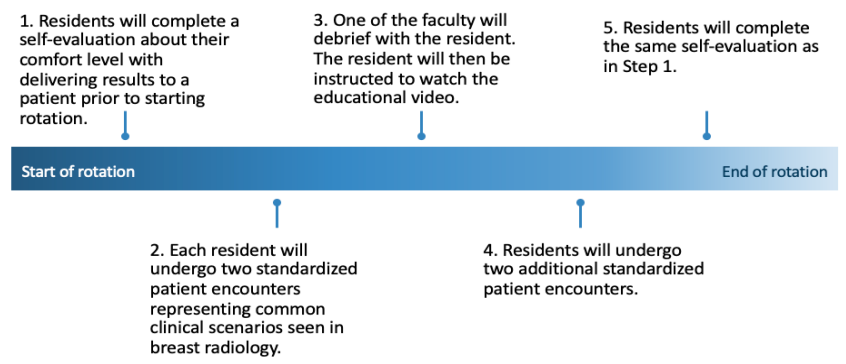 1. Residents will complete a
self-evaluation about their
comfort level with
delivering results to a
patient prior to starting
rotation.
3. One of the faculty will
debrief with the resident.
The resident will then be
instructed to watch the
educational video.
5. Residents will complete
the same self-evaluation as
in Step 1.
Start of rotation
End of rotation
2. Each resident will
undergo two standardized
patient encounters
representing common
clinical scenarios seen in
breast radiology.
4. Residents will undergo
two additional standardized
patient encounters.